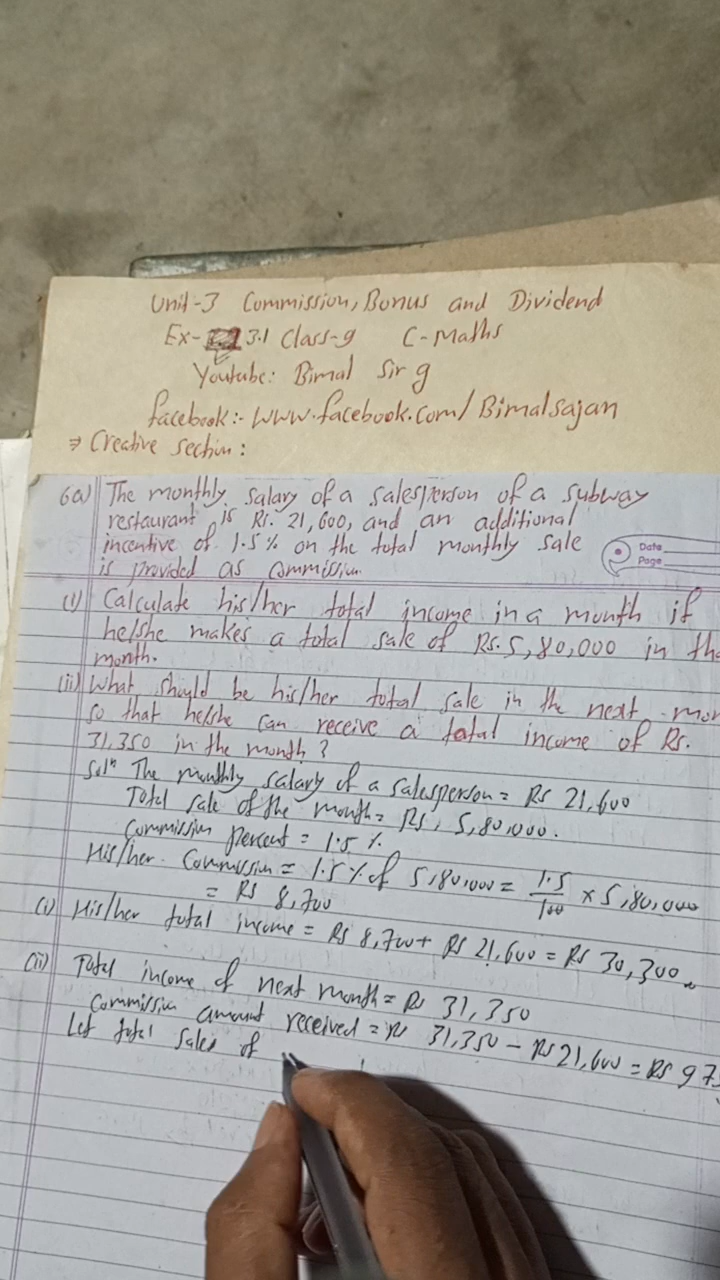 Unit-3 Commission, Bonus and Dividend
Ex- 3.1 Class-9 C-Maths
Youtube: Bimal Sir g
facebook:- www.facebook.com/Bimalsajan
⇒ Creative section:
6a) The monthly salary of a salesperson of a subway
restaurant is Rs. 21,600, and an additional
incentive of 1.5% on the total monthly sale
is provided as commission.
Date
Page
(i) Calculate his/her total income in a month if
he/she makes a total sale of Rs. 5,80,000 in the
month.
(ii) What should be his/her total sale in the next mon
so that he/she can receive a total income of Rs.
31,350 in the month?
Solⁿ The monthly salary of a salesperson = Rs 21,600
Total sale of the month = Rs, 5,80,000.
Commission percent = 1.5 %.
His/her Commission = 1.5 % of 5,80,000 = 1.5/100 × 5,80,000
= Rs 8,700
(i) His/her total income = Rs 8,700 + Rs 21,600 = Rs 30,300
(ii) Total income of next month = Rs 31,350
Commission amount received = Rs 31,350 - Rs 21,600 = Rs 975
Let total sales of